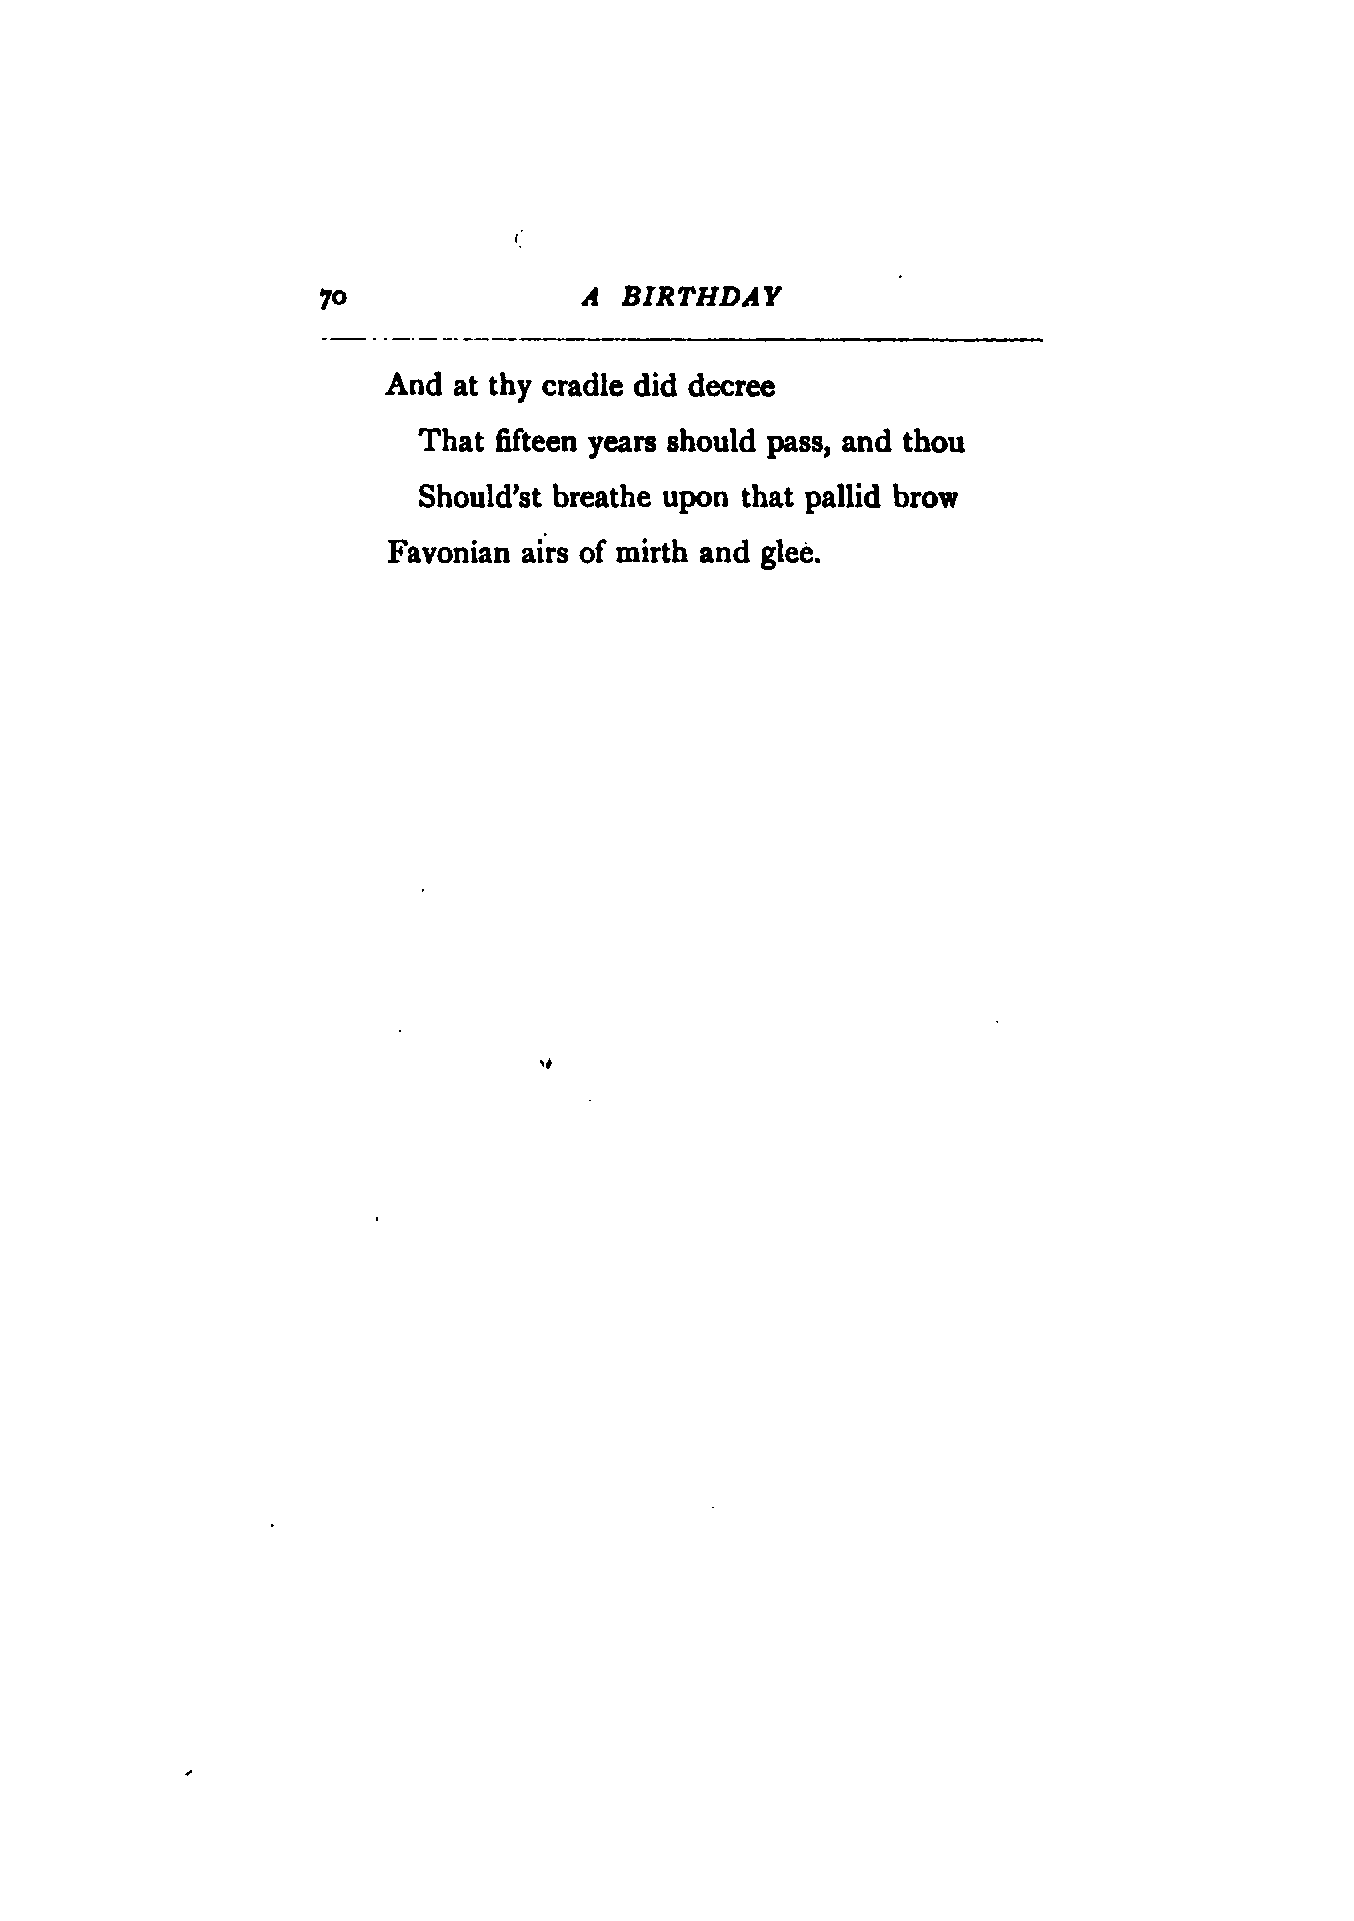 70 A BIRTHDAY
And at thy cradle did decree
That fifteen years should pass, and thou
Should'st breathe upon that pallid brow
Favonian airs of mirth and glee.